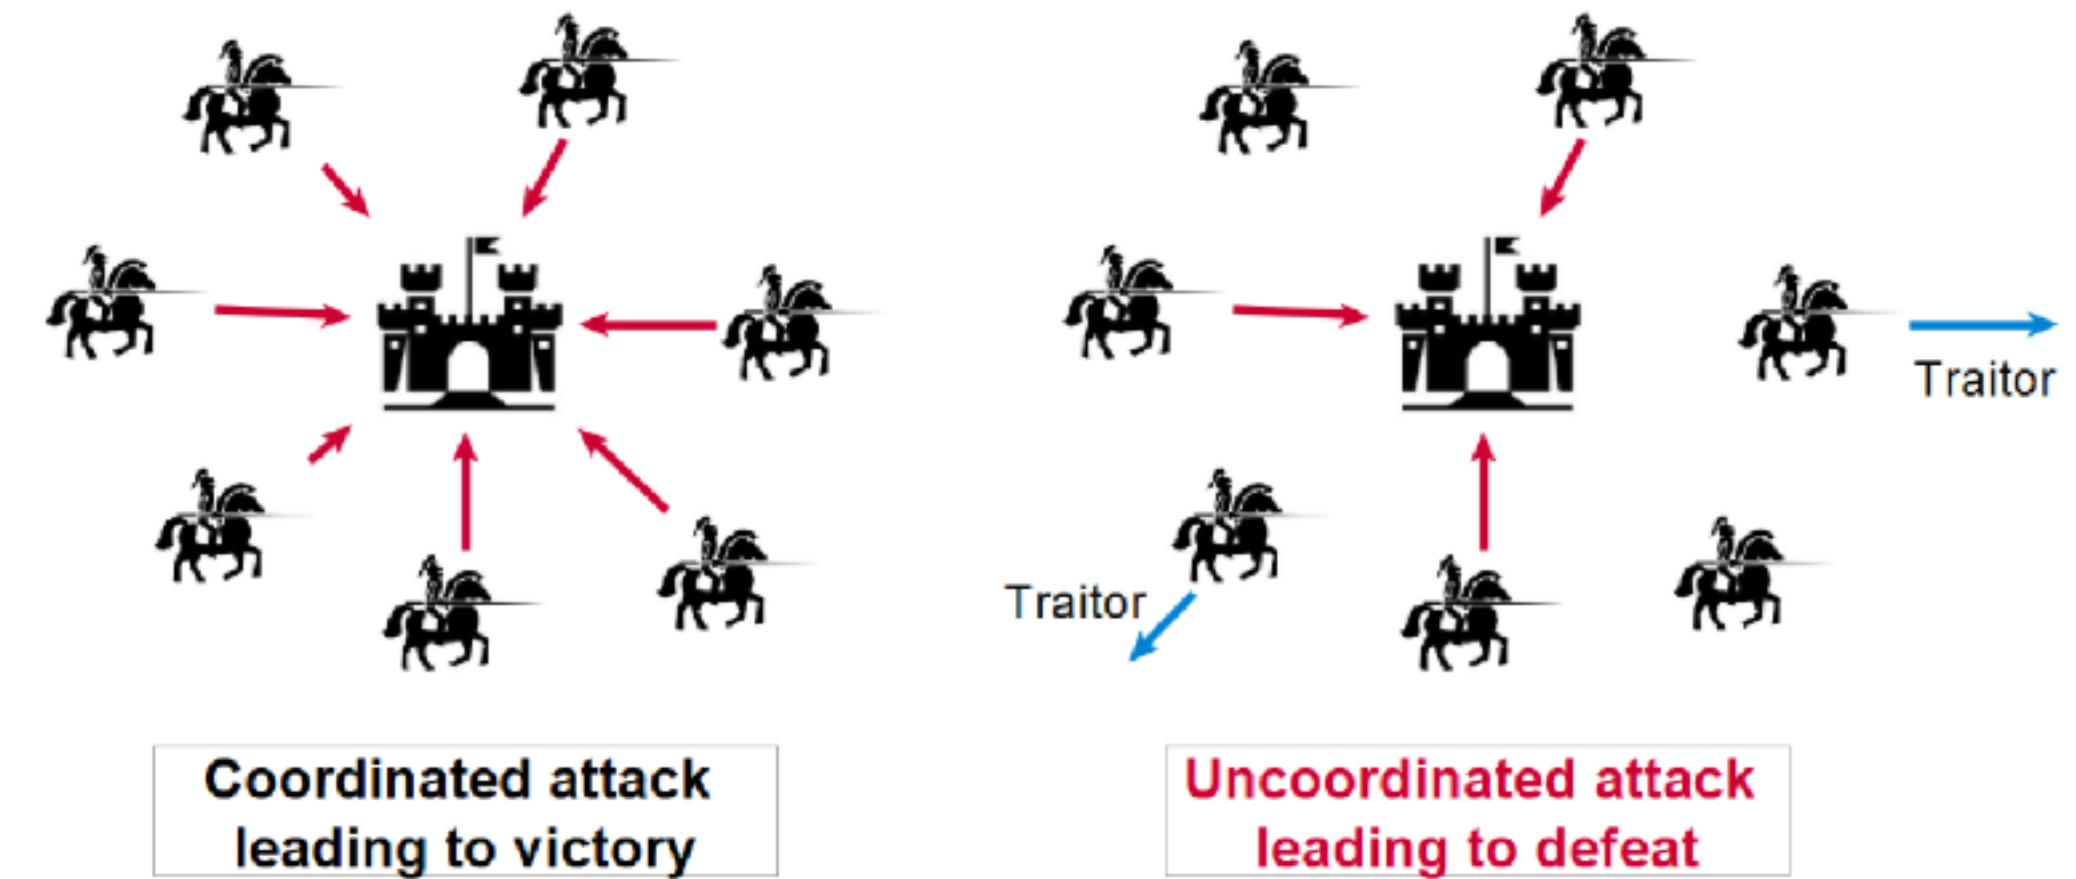 Traitor
Traitor
Coordinated attack
leading to victory
Uncoordinated attack
leading to defeat